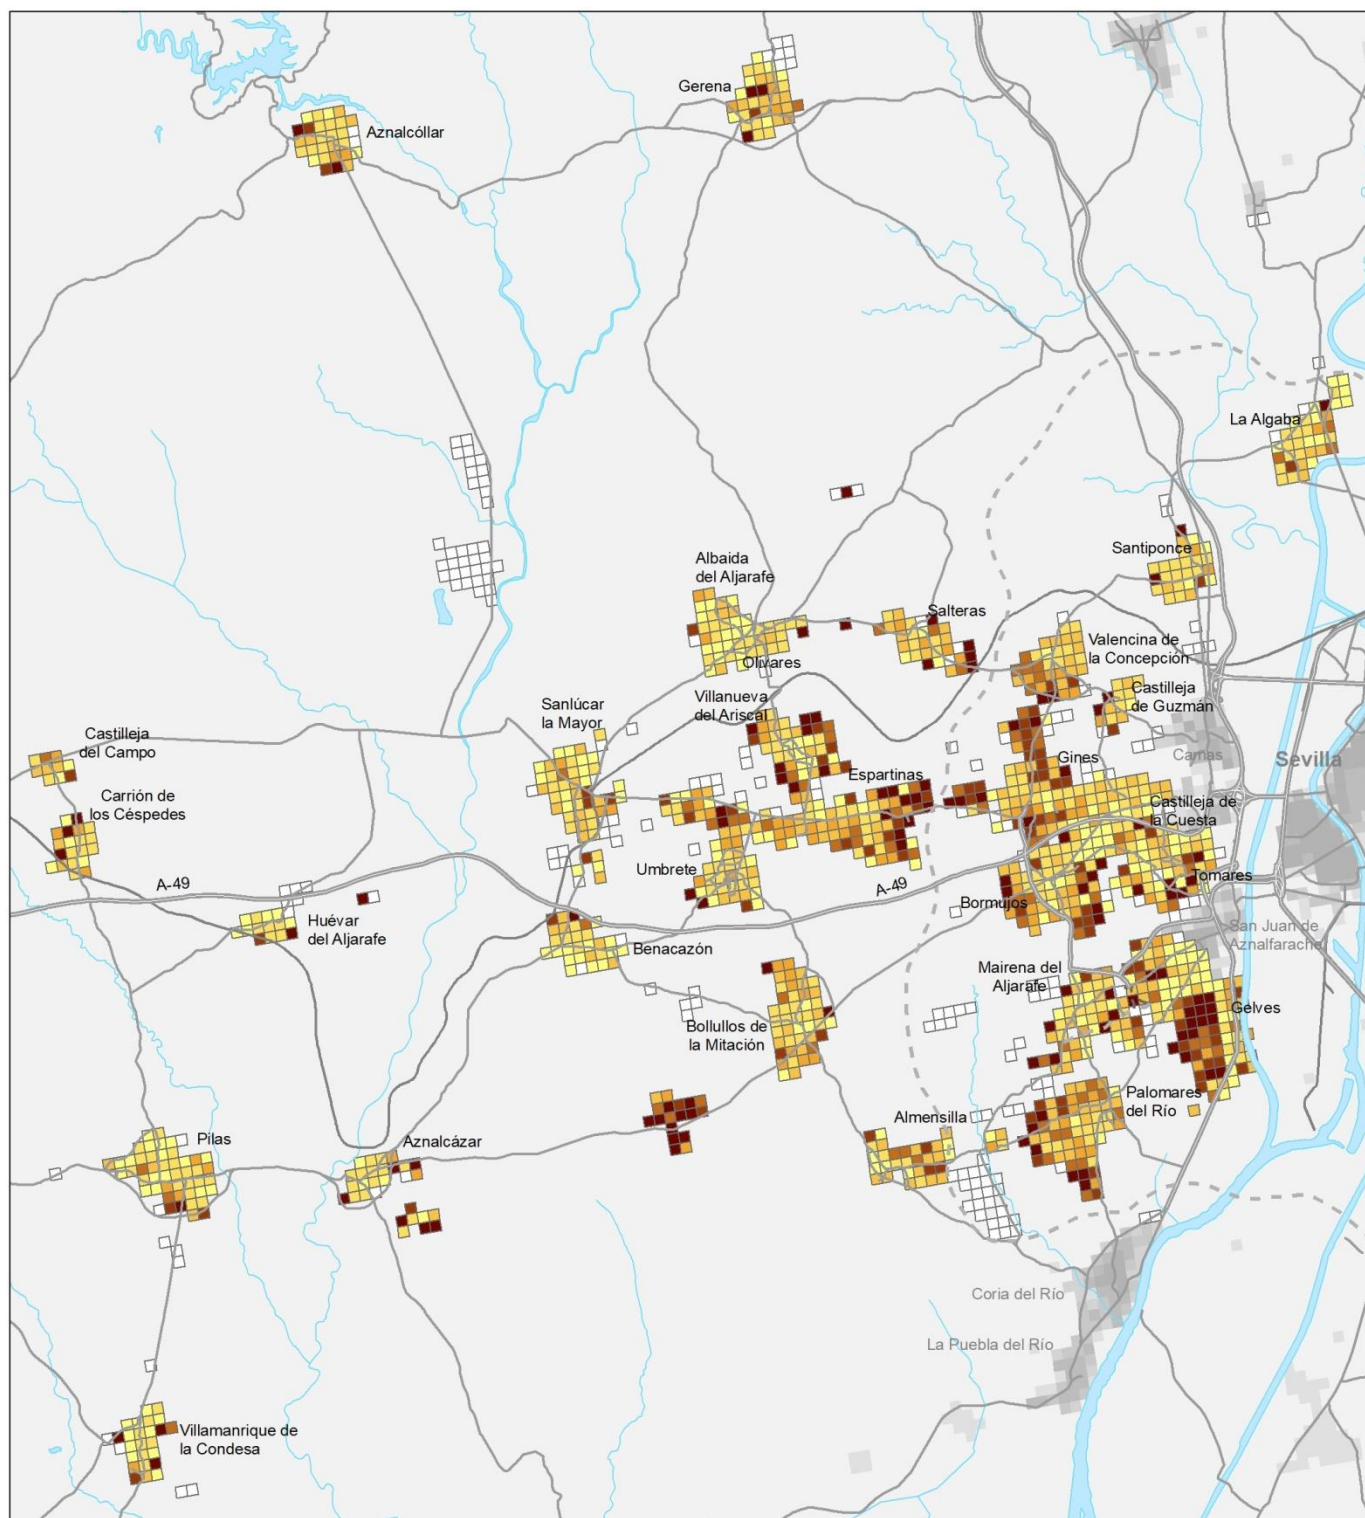 Gerena
Aznalcóllar
La Algaba
Santiponce
Albaida
del Aljarafe
Salteras
Olivares
Valencina de
la Concepción
Castilleja
de Guzmán
Villanueva
del Ariscal
Sanlúcar
la Mayor
Castilleja
del Campo
Camas
Sevilla
Gines
Espartinas
Carrión de
los Céspedes
Castilleja de
la Cuesta
Umbrete
Tomares
A-49
A-49
Bormujos
Huévar
del Aljarafe
San Juan de
Aznalfarache
Benacazón
Mairena del
Aljarafe
Gelves
Bollullos de
la Mitación
Palomares
del Río
Almensilla
Pilas
Aznalcázar
Coria del Río
La Puebla del Río
Villamanrique de
la Condesa